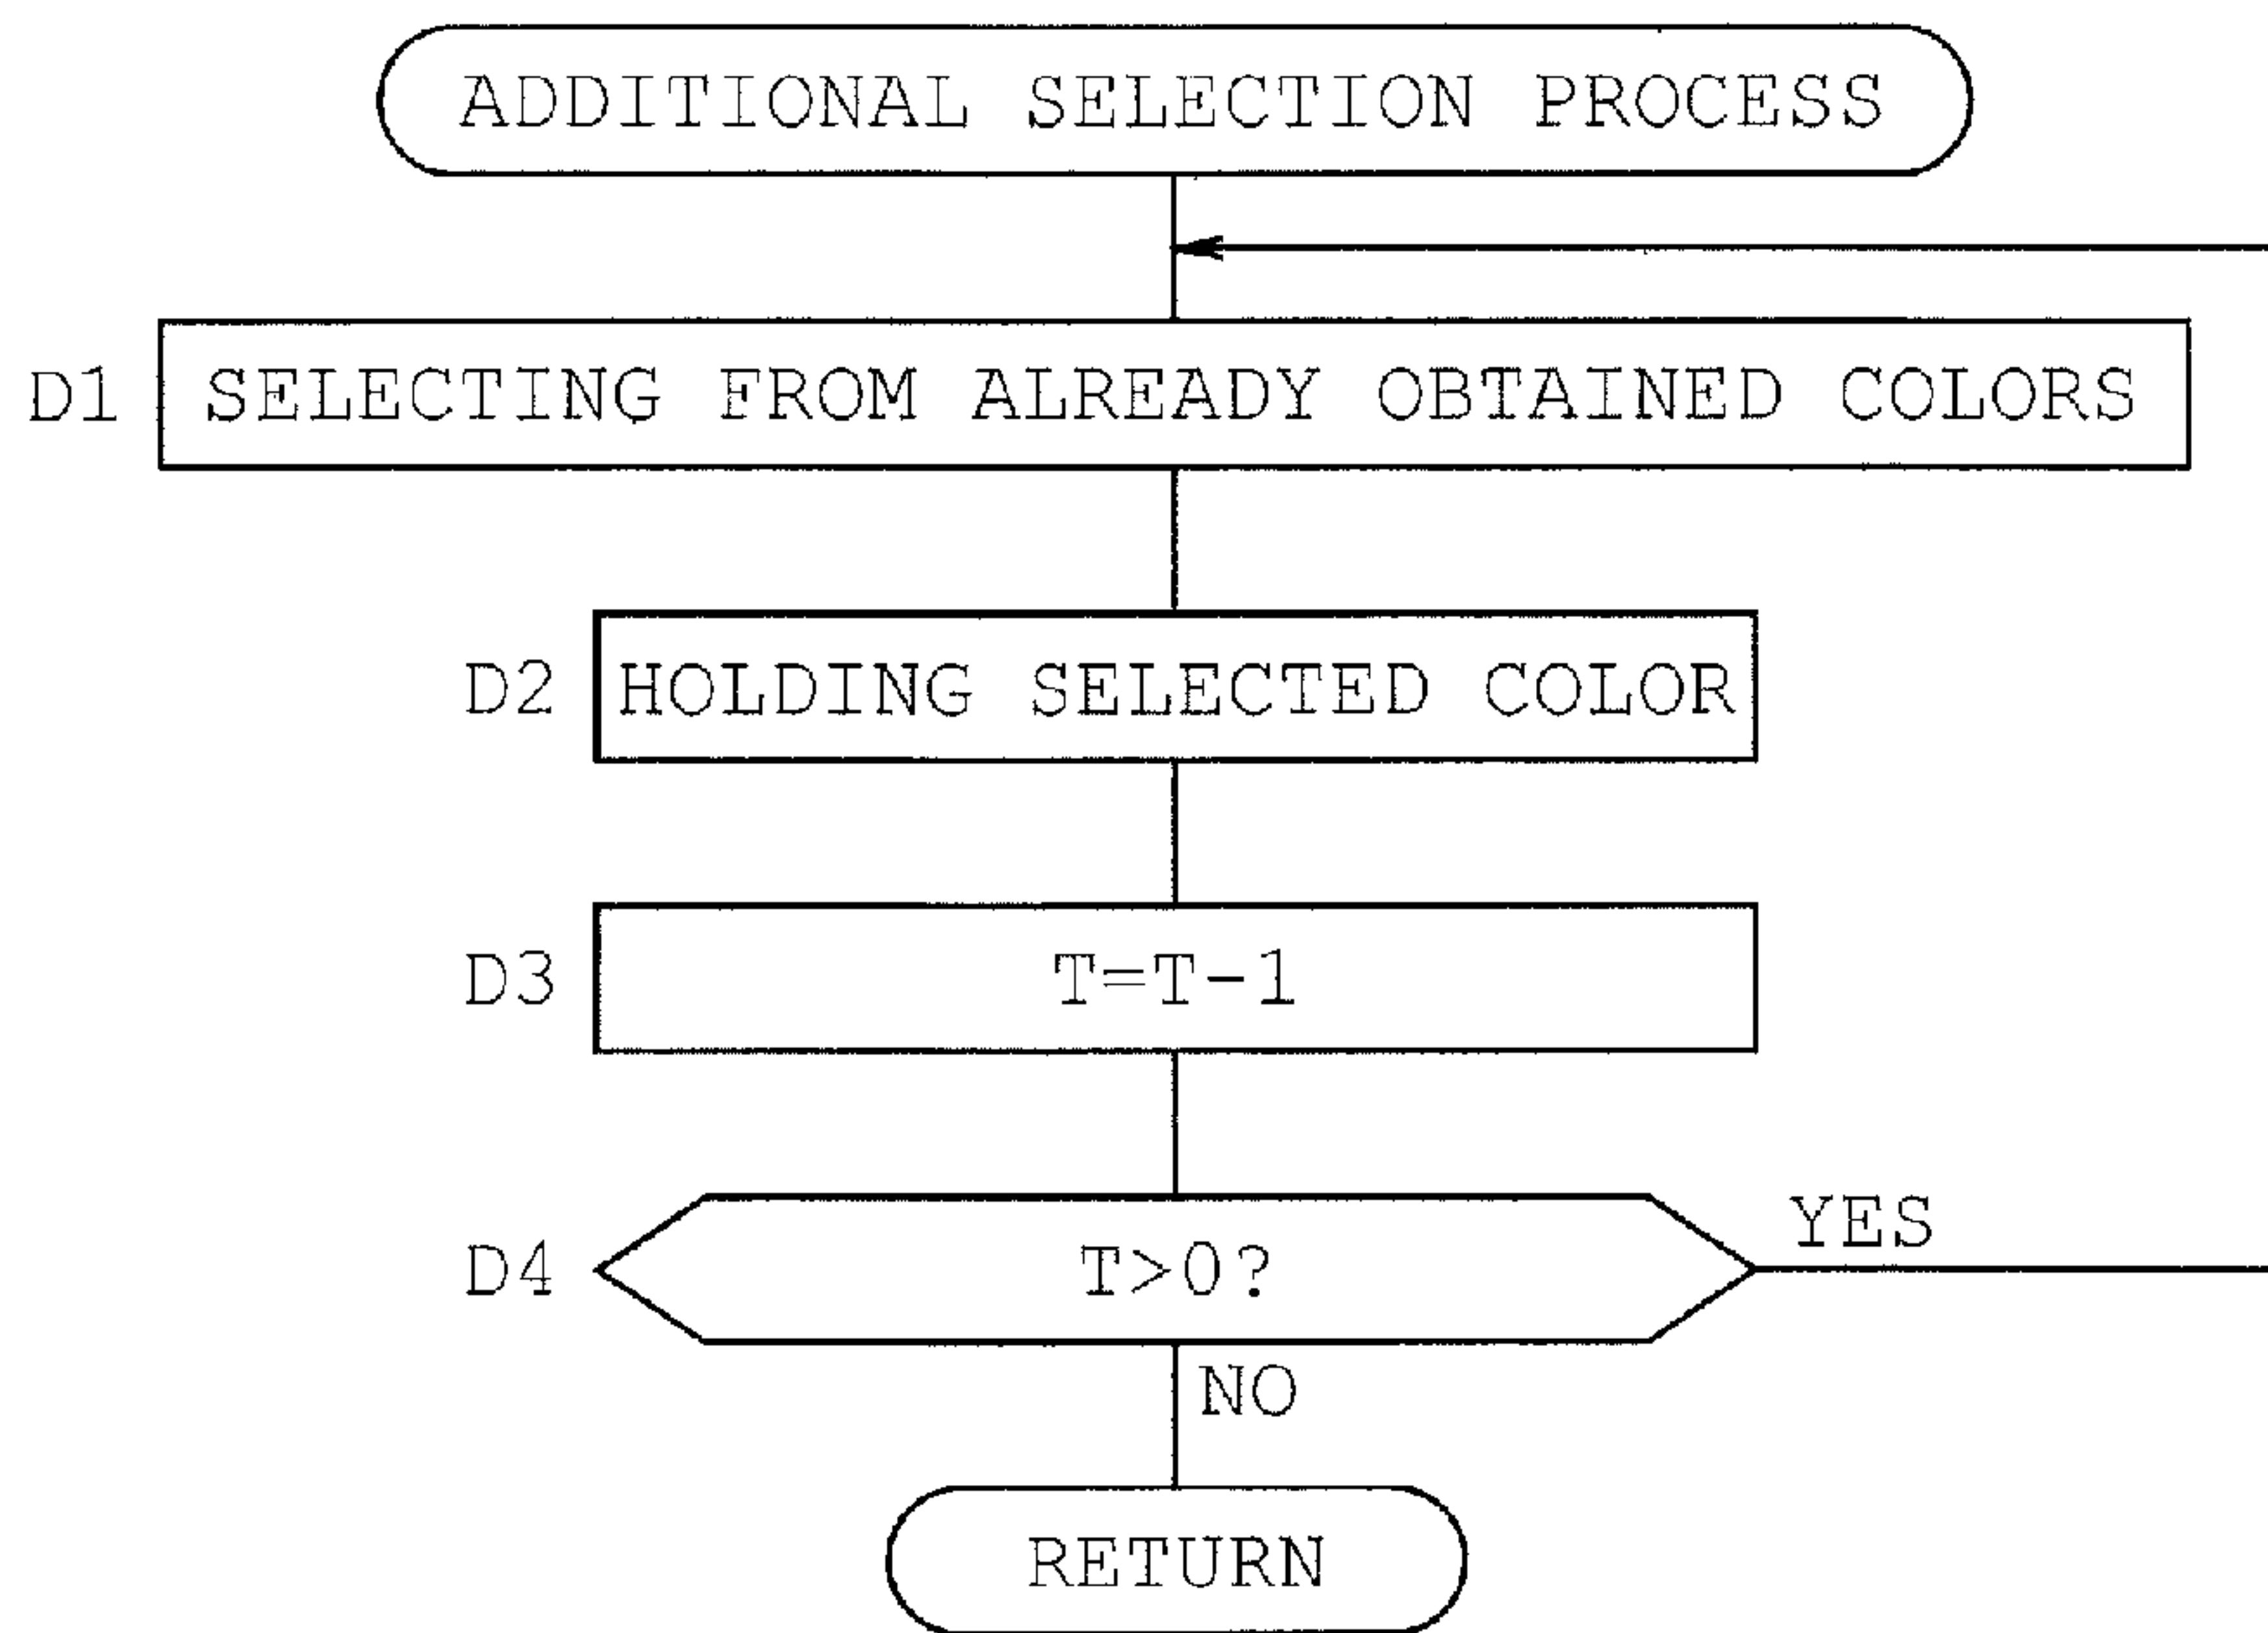 ADDITIONAL SELECTION PROCESS
D1 SELECTING FROM ALREADY OBTAINED COLORS
D2 HOLDING SELECTED COLOR
D3 T=T-1
D4 T>0? YES
NO
RETURN